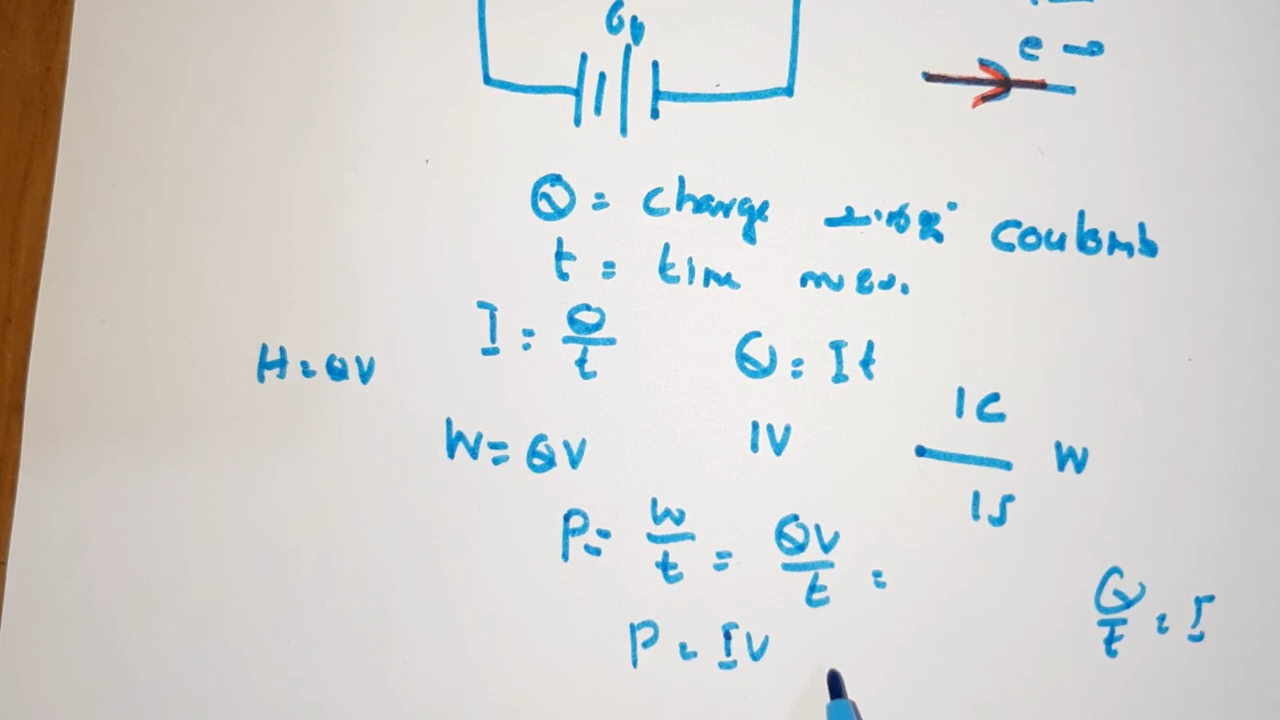 6v
e
Q = charge coulomb
t = time
I = Q/t Q = It
H = QV
1C
W = QV 1V W
1S
P = W/t = QV/t =
Q/t = I
P = IV